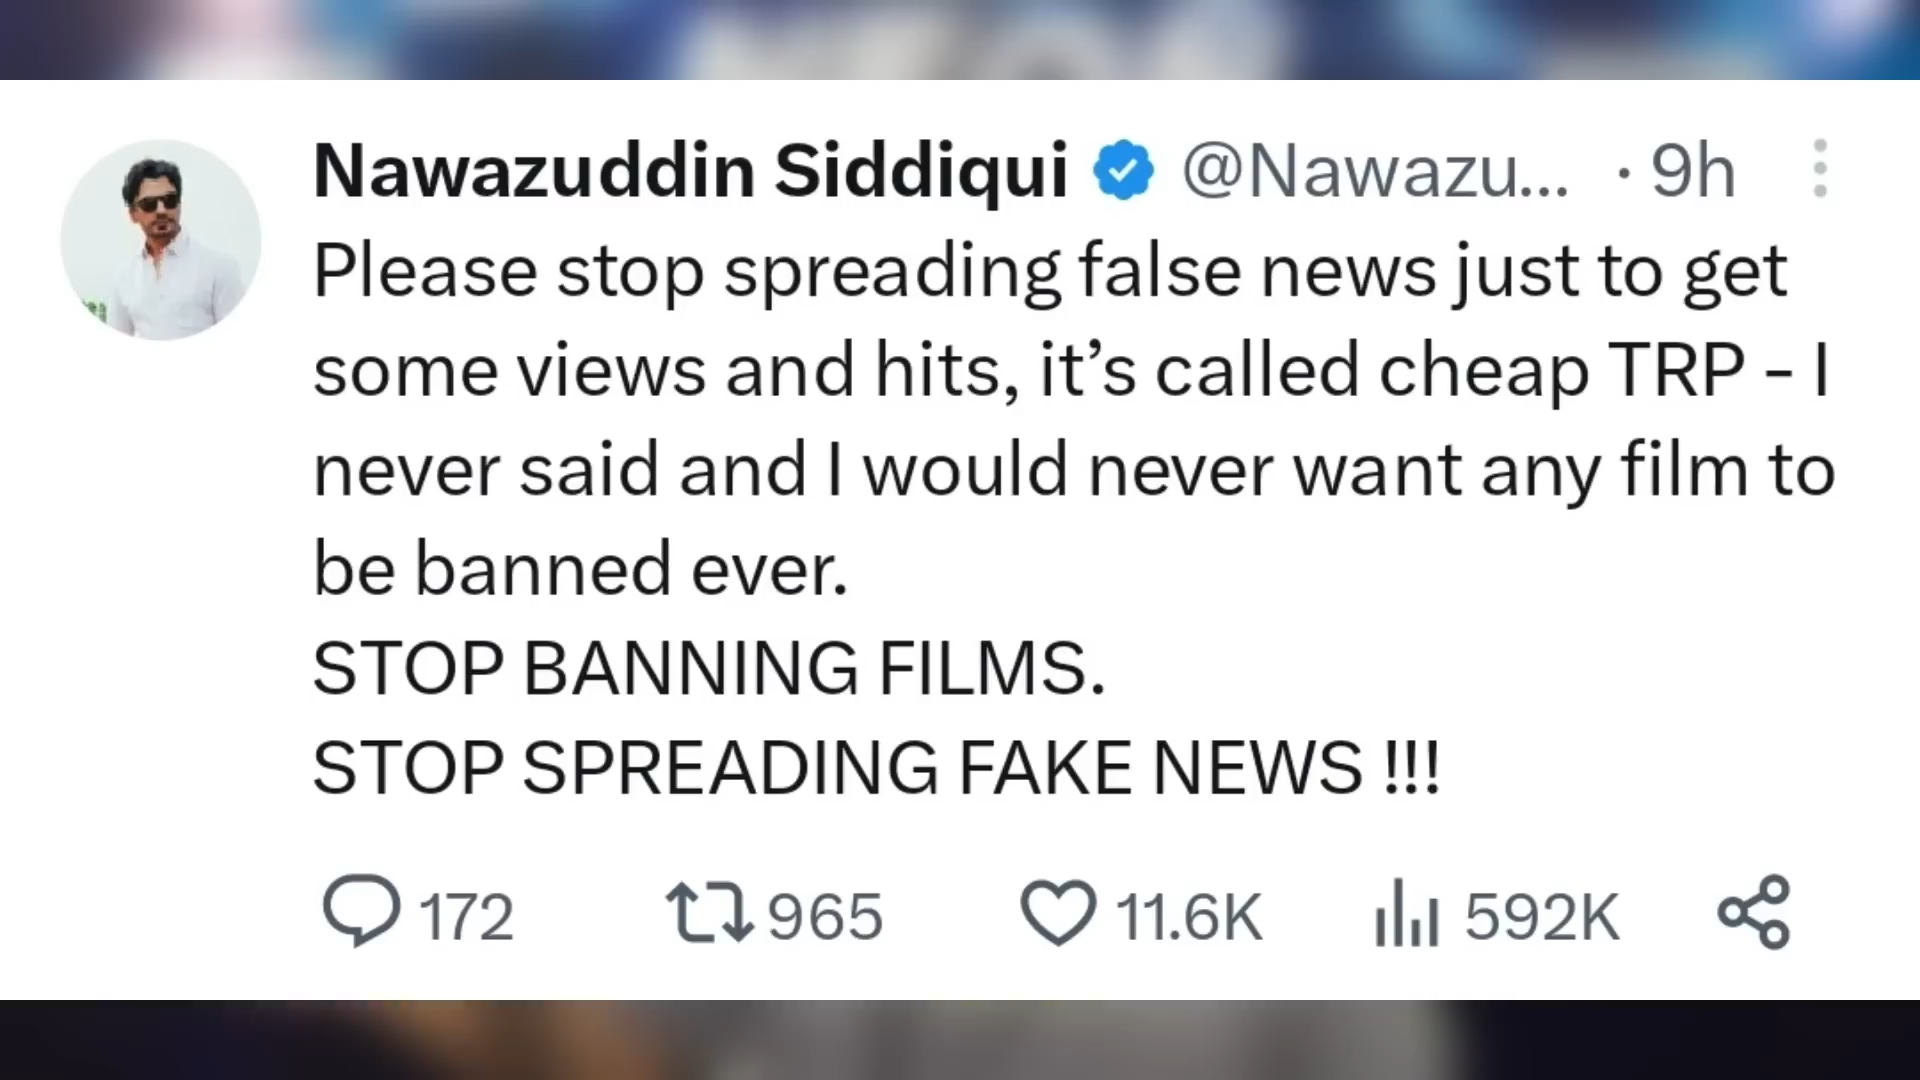 Nawazuddin Siddiqui @Nawazu... · 9h
Please stop spreading false news just to get
some views and hits, it’s called cheap TRP - I
never said and I would never want any film to
be banned ever.
STOP BANNING FILMS.
STOP SPREADING FAKE NEWS !!!
172 965 11.6K 592K